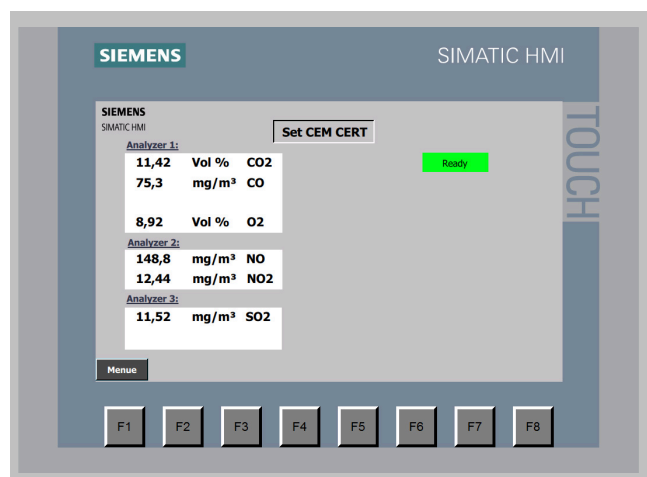 SIEMENS
SIMATIC HMI
TOUCH
SIEMENS
SIMATIC HMI
Set CEM CERT
Analyzer 1:
11,42 Vol % CO2
Ready
75,3 mg/m³ CO
8,92 Vol % O2
Analyzer 2:
148,8 mg/m³ NO
12,44 mg/m³ NO2
Analyzer 3:
11,52 mg/m³ SO2
Menue
F1 F2 F3 F4 F5 F6 F7 F8